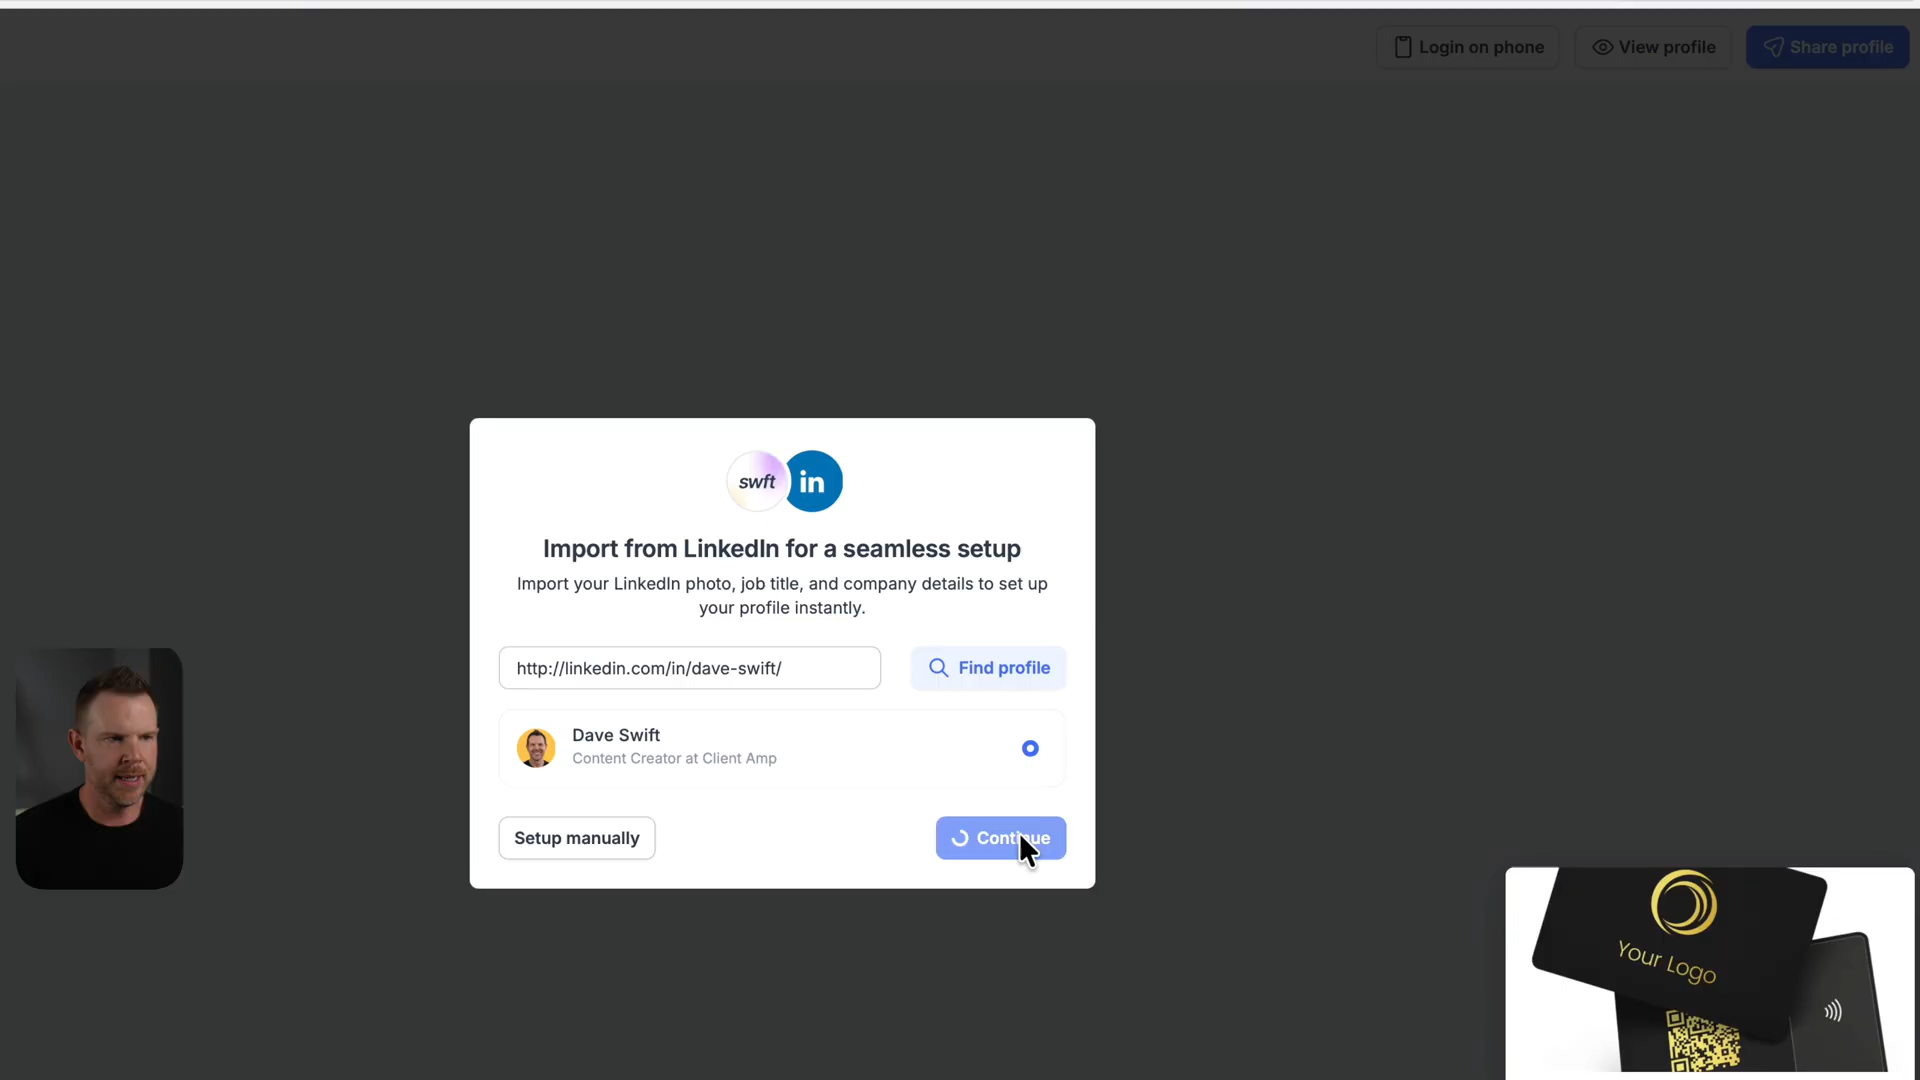 Login on phone
View profile
Share profile
swft
in
Import from LinkedIn for a seamless setup
Import your LinkedIn photo, job title, and company details to set up
your profile instantly.
http://linkedin.com/in/dave-swift/
Find profile
Dave Swift
Content Creator at Client Amp
Setup manually
Continue
Your Logo